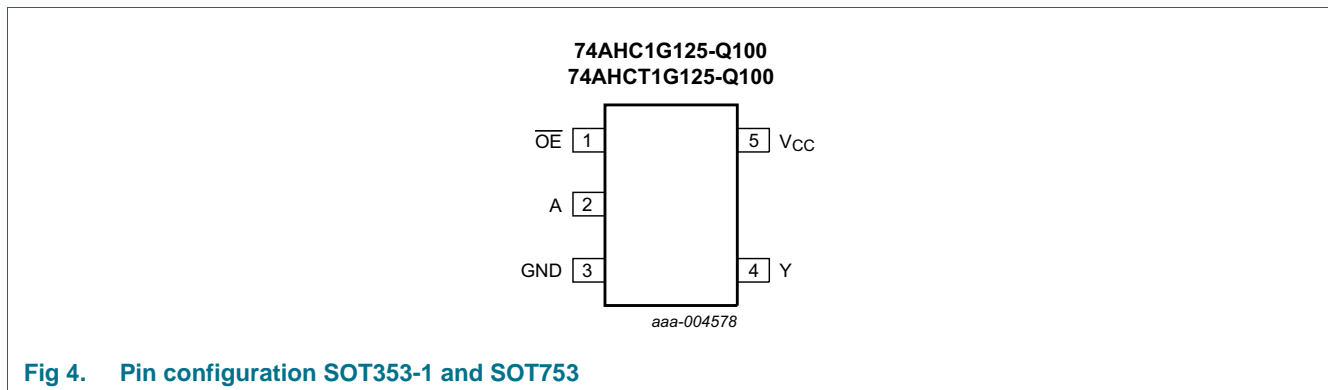 74AHC1G125-Q100
74AHCT1G125-Q100
OE 1 5 VCC
A 2
GND 3 4 Y
aaa-004578
Fig 4. Pin configuration SOT353-1 and SOT753